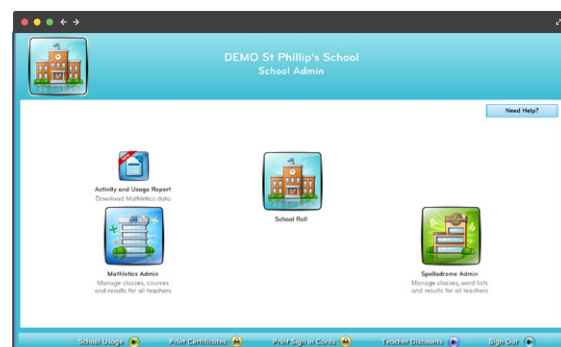 DEMO St Phillip's School
School Admin
Need Help?
Activity and Usage Report
Download Mathletics data
School Roll
Mathletics Admin
Manage classes, courses
and results for all teachers
Spellodrome Admin
Manage classes, word lists
and results for all teachers
School Usage
Print Certificates
Print Sign in Cards
Teacher Discounts
Sign Out